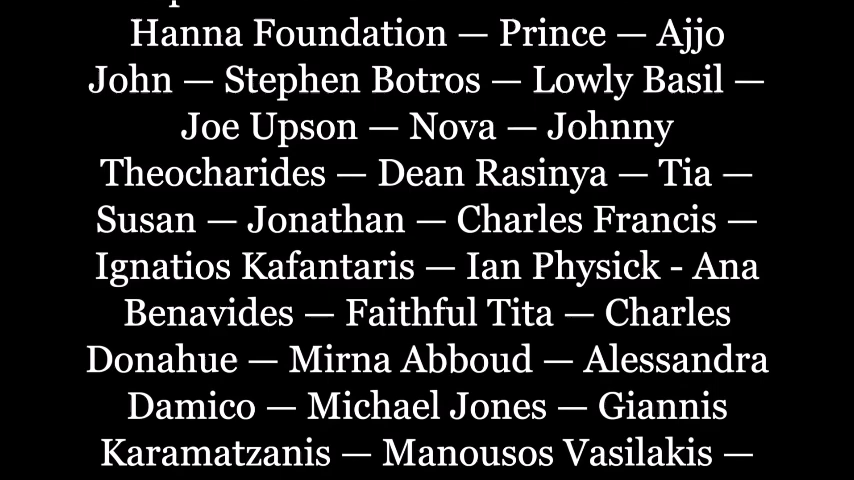 Hanna Foundation — Prince — Ajjo
John — Stephen Botros — Lowly Basil —
Joe Upson — Nova — Johnny
Theocharides — Dean Rasinya — Tia —
Susan — Jonathan — Charles Francis —
Ignatios Kafantaris — Ian Physick - Ana
Benavides — Faithful Tita — Charles
Donahue — Mirna Abboud — Alessandra
Damico — Michael Jones — Giannis
Karamatzanis — Manousos Vasilakis —